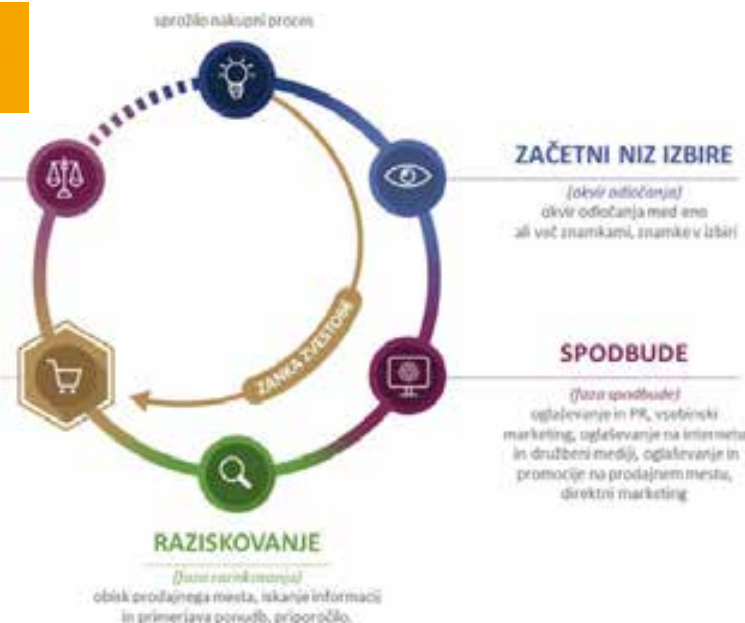 sprožilo nakupni proces
ZAČETNI NIZ IZBIRE
(okvir odločanja)
okvir odločanja med eno
ali več znamkami, znamke v izbiri
ZANKA ZVESTOBE
SPODBUDE
(faza spodbude)
oglaševanje in PR, vsebinski
marketing, oglaševanje na internetu
in družbeni mediji, oglaševanje in
promocije na prodajnem mestu,
direktni marketing
RAZISKOVANJE
(faza raziskovanja)
obisk prodajnega mesta, iskanje informacij
in primerjava ponudb, priporočilo,